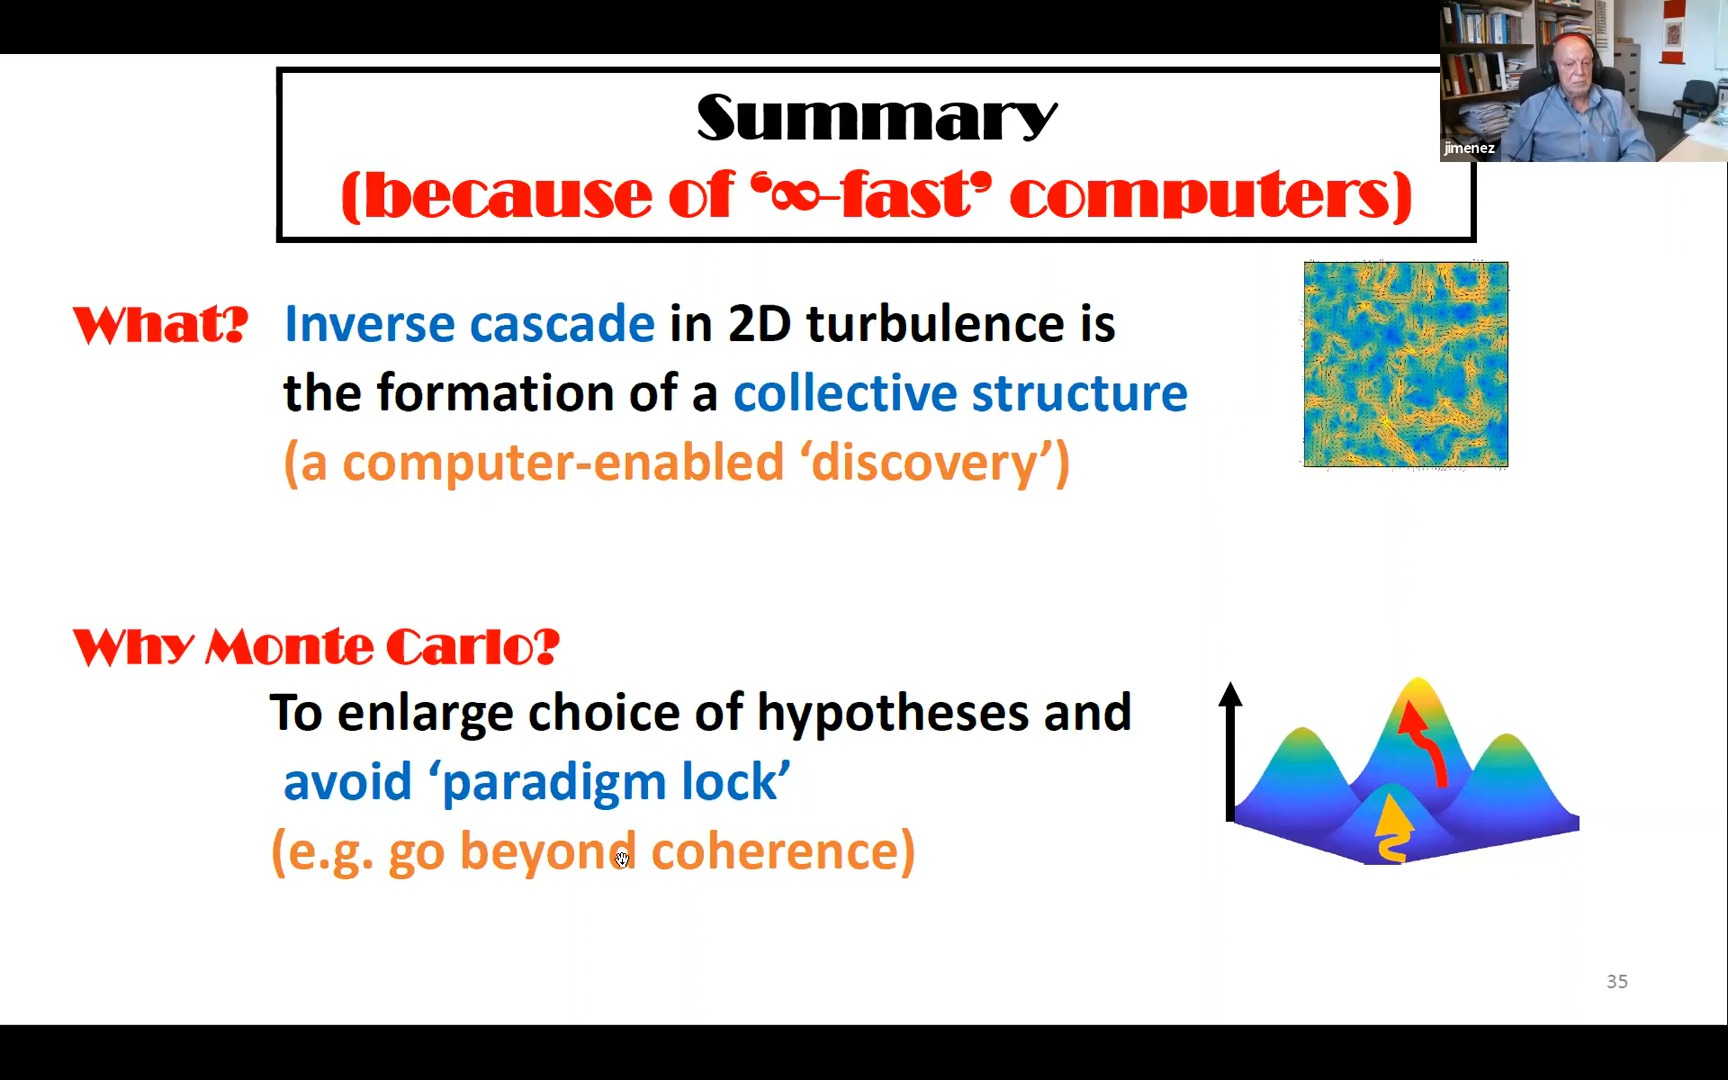 Summary
(because of ‘∞-fast’ computers)
jimenez
What? Inverse cascade in 2D turbulence is
the formation of a collective structure
(a computer-enabled ‘discovery’)
Why Monte Carlo?
To enlarge choice of hypotheses and
avoid ‘paradigm lock’
(e.g. go beyond coherence)
35